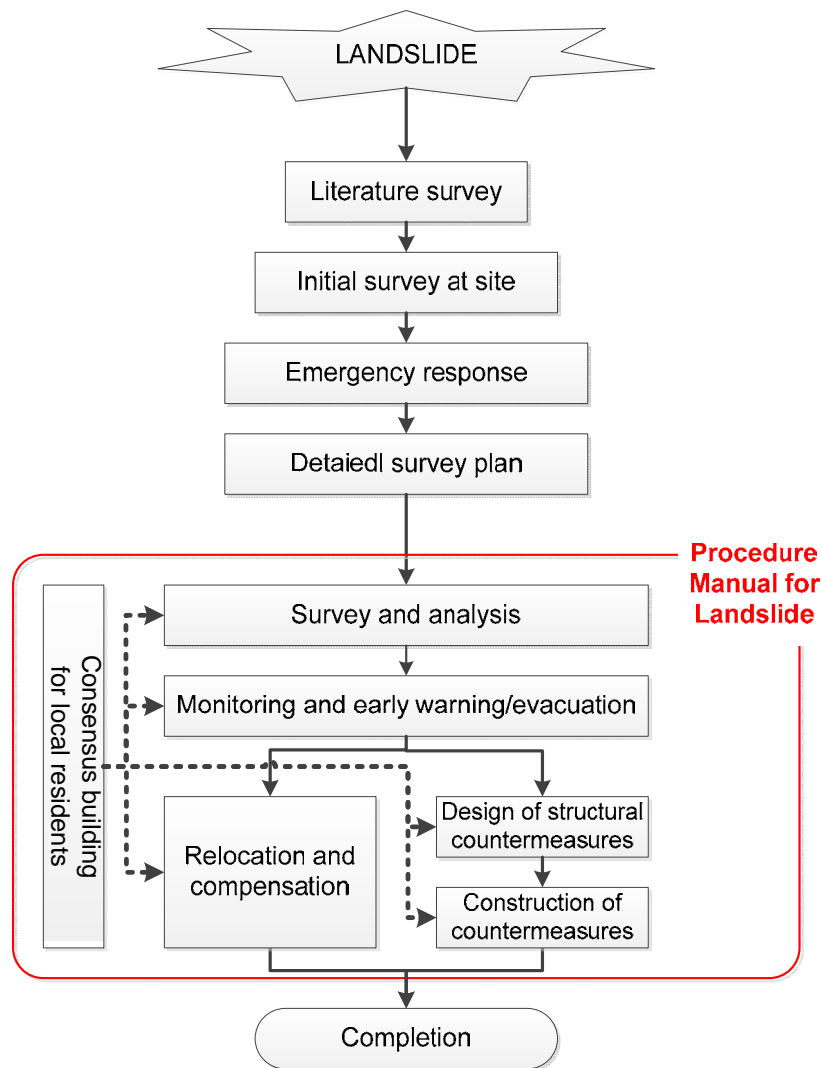 LANDSLIDE
Literature survey
Initial survey at site
Emergency response
Detaiedl survey plan
Procedure
Manual for
Landslide
Survey and analysis
Consensus building
for local residents
Monitoring and early warning/evacuation
Relocation and
compensation
Design of structural
countermeasures
Construction of
countermeasures
Completion